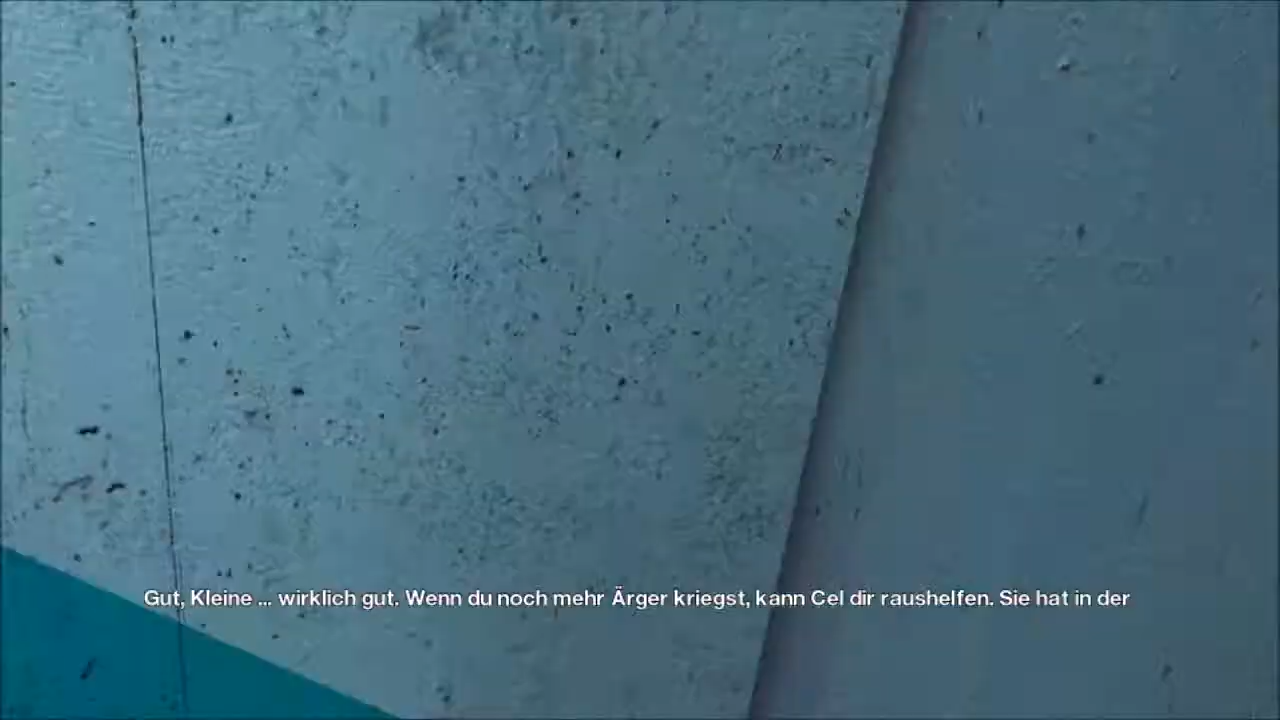 Gut, Kleine ... wirklich gut. Wenn du noch mehr Ärger kriegst, kann Cel dir raushelfen. Sie hat in der